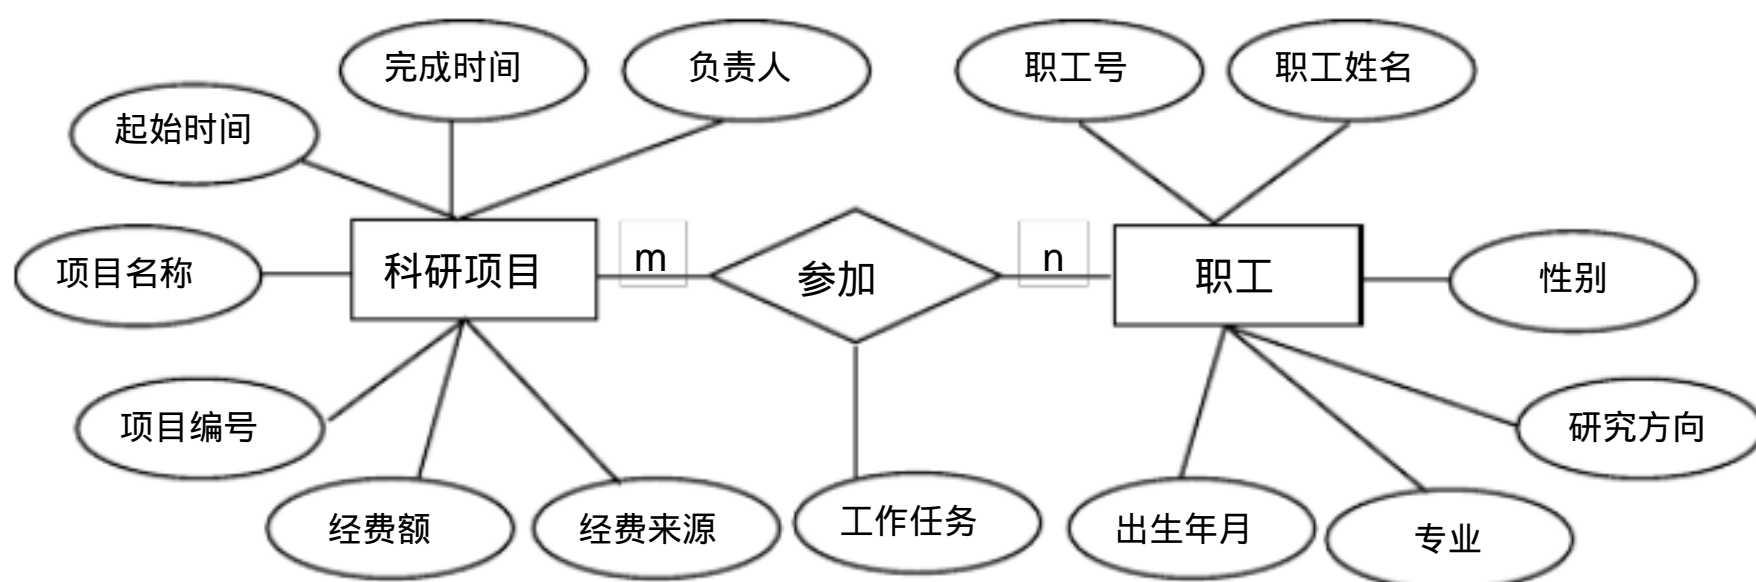 完成时间
负责人
职工号
职工姓名
起始时间
项目名称
科研项目
m
参加
n
职工
性别
项目编号
研究方向
经费额
经费来源
工作任务
出生年月
专业